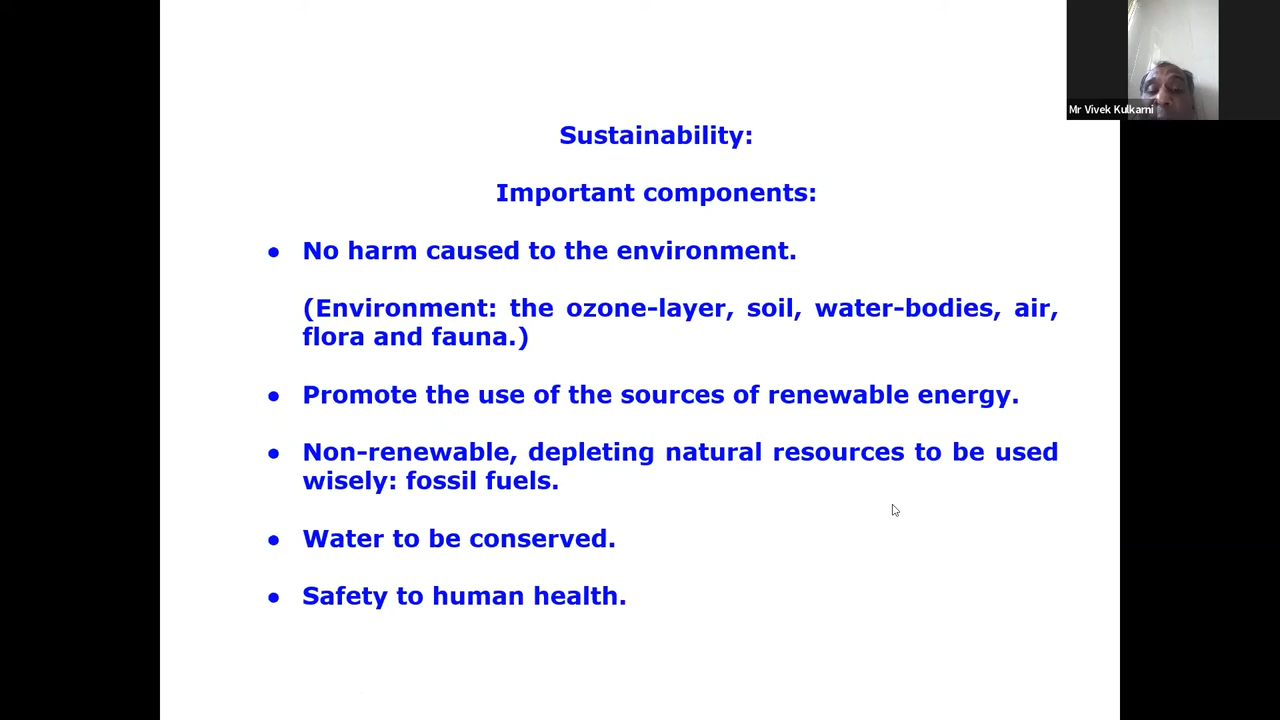 Mr Vivek Kulkarni
Sustainability:
Important components:
• No harm caused to the environment.
(Environment: the ozone-layer, soil, water-bodies, air,
flora and fauna.)
• Promote the use of the sources of renewable energy.
• Non-renewable, depleting natural resources to be used
wisely: fossil fuels.
• Water to be conserved.
• Safety to human health.